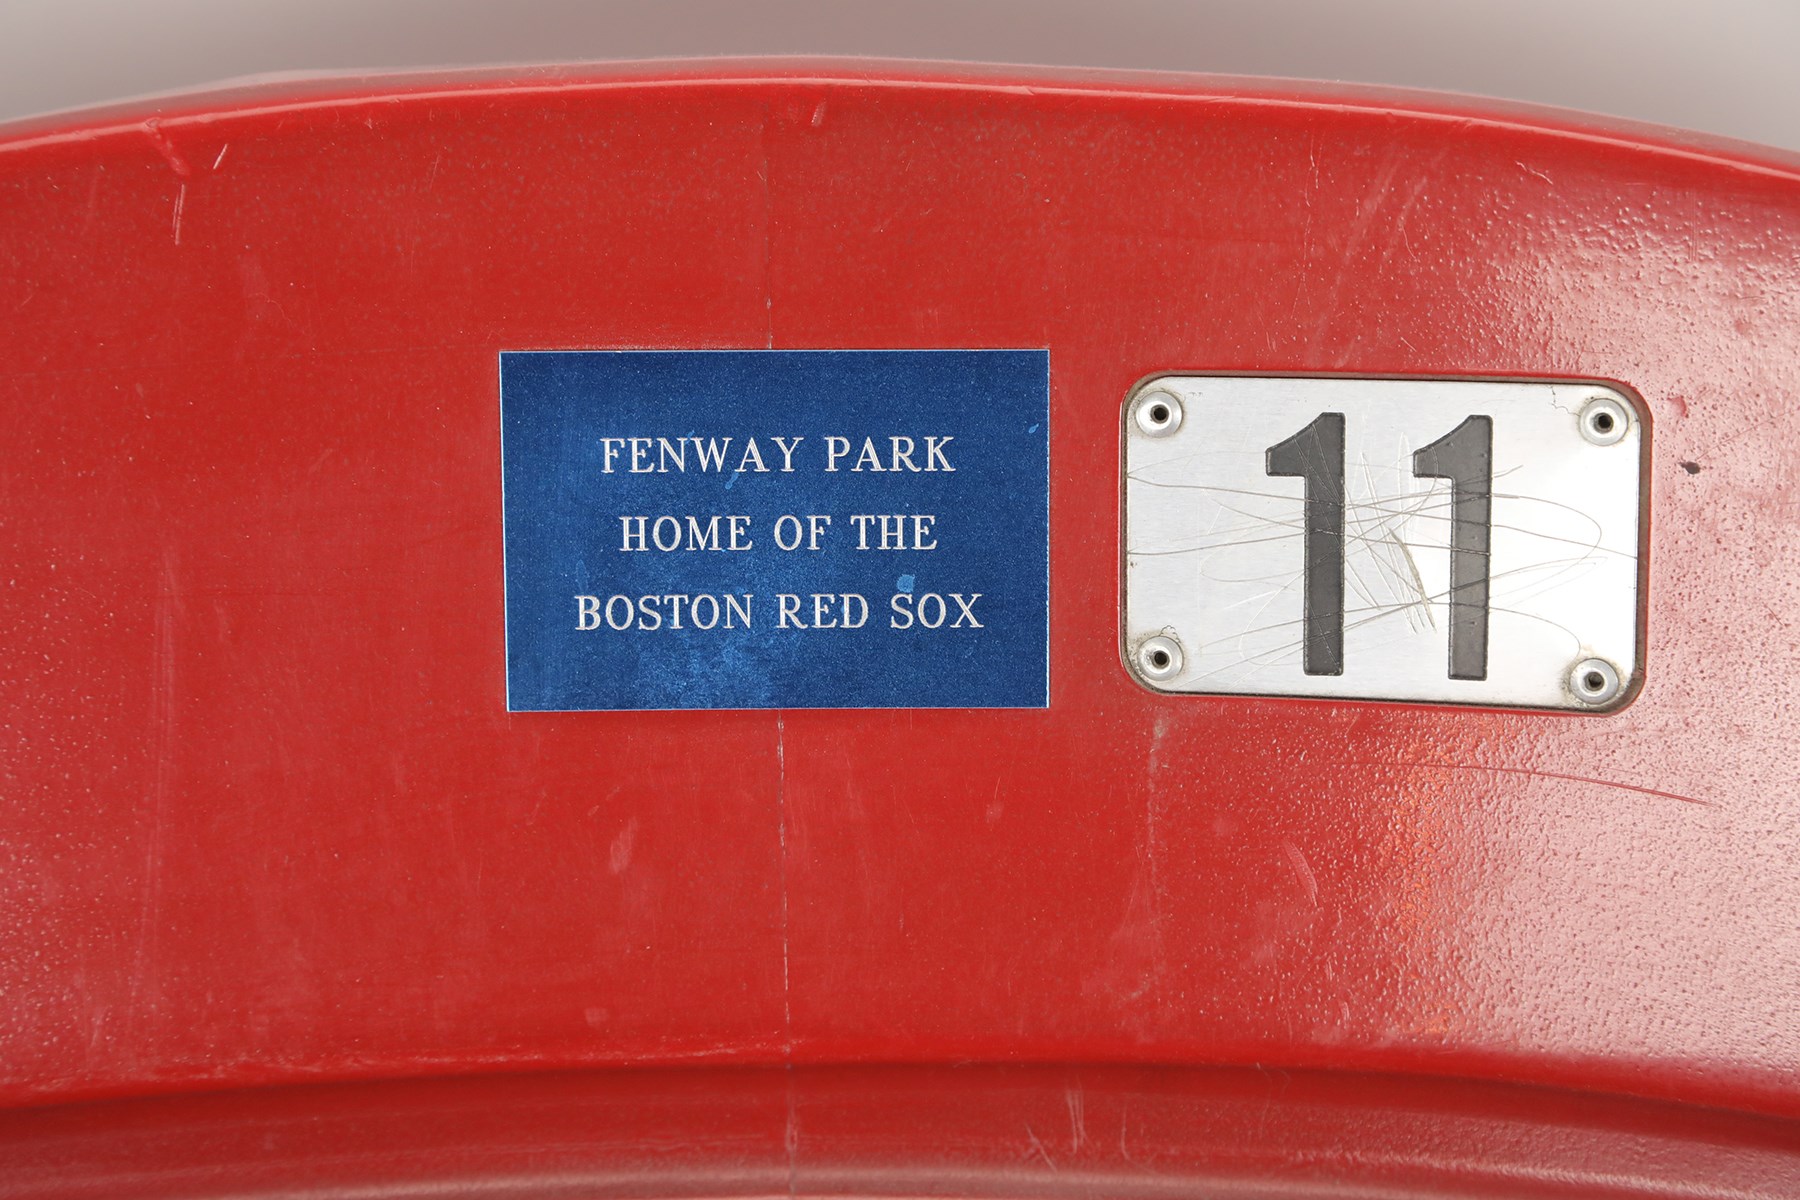 FENWAY PARK
HOME OF THE
BOSTON RED SOX
11